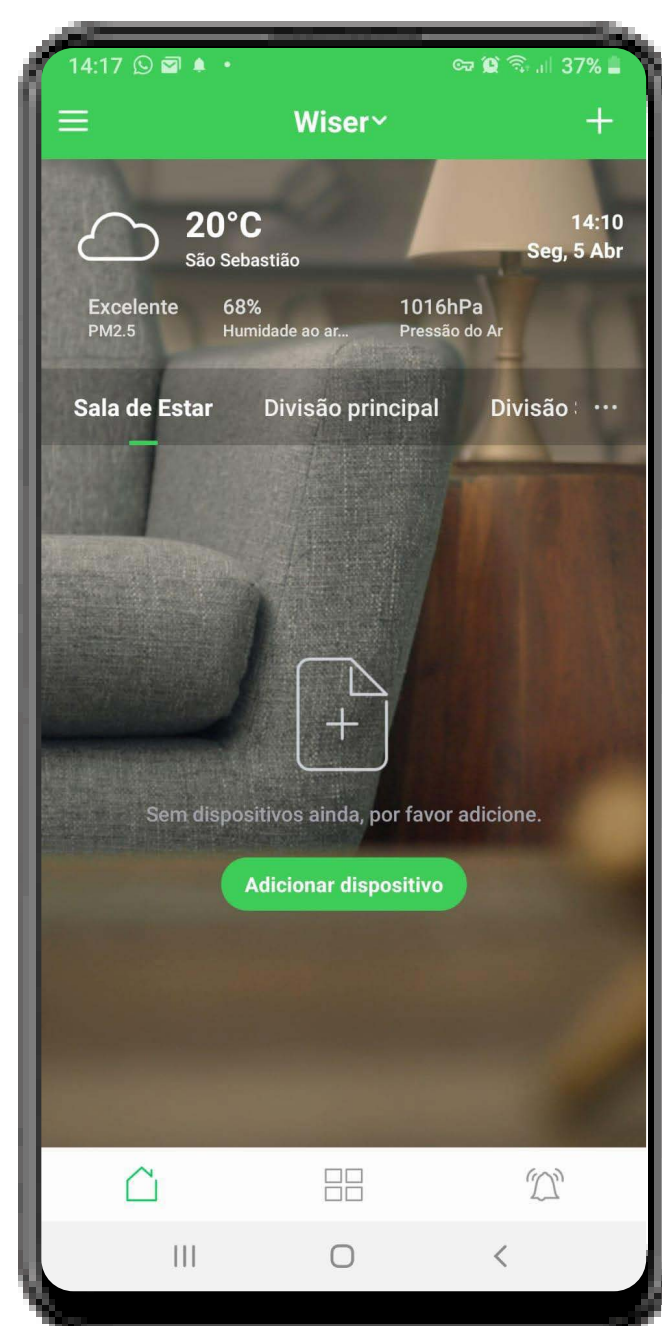 14:17 37%
Wiser
20°C
São Sebastião
14:10
Seg, 5 Abr
Excelente 68% 1016hPa
PM2.5 Humidade ao ar... Pressão do Ar
Sala de Estar Divisão principal Divisão ...
Sem dispositivos ainda, por favor adicione.
Adicionar dispositivo